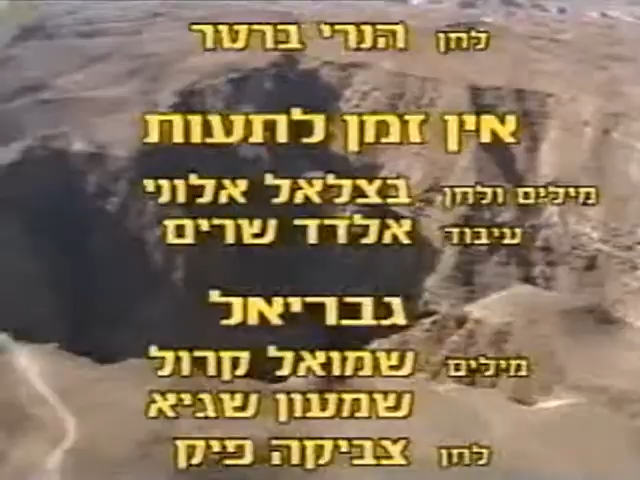 לחן הנרי ברטר
אין זמן לתעות
מילים ולחן בצלאל אלוני
עיבוד אלדד שרים
גבריאל
מילים שמואל קרול
שמעון שגיא
לחן צביקה פיק